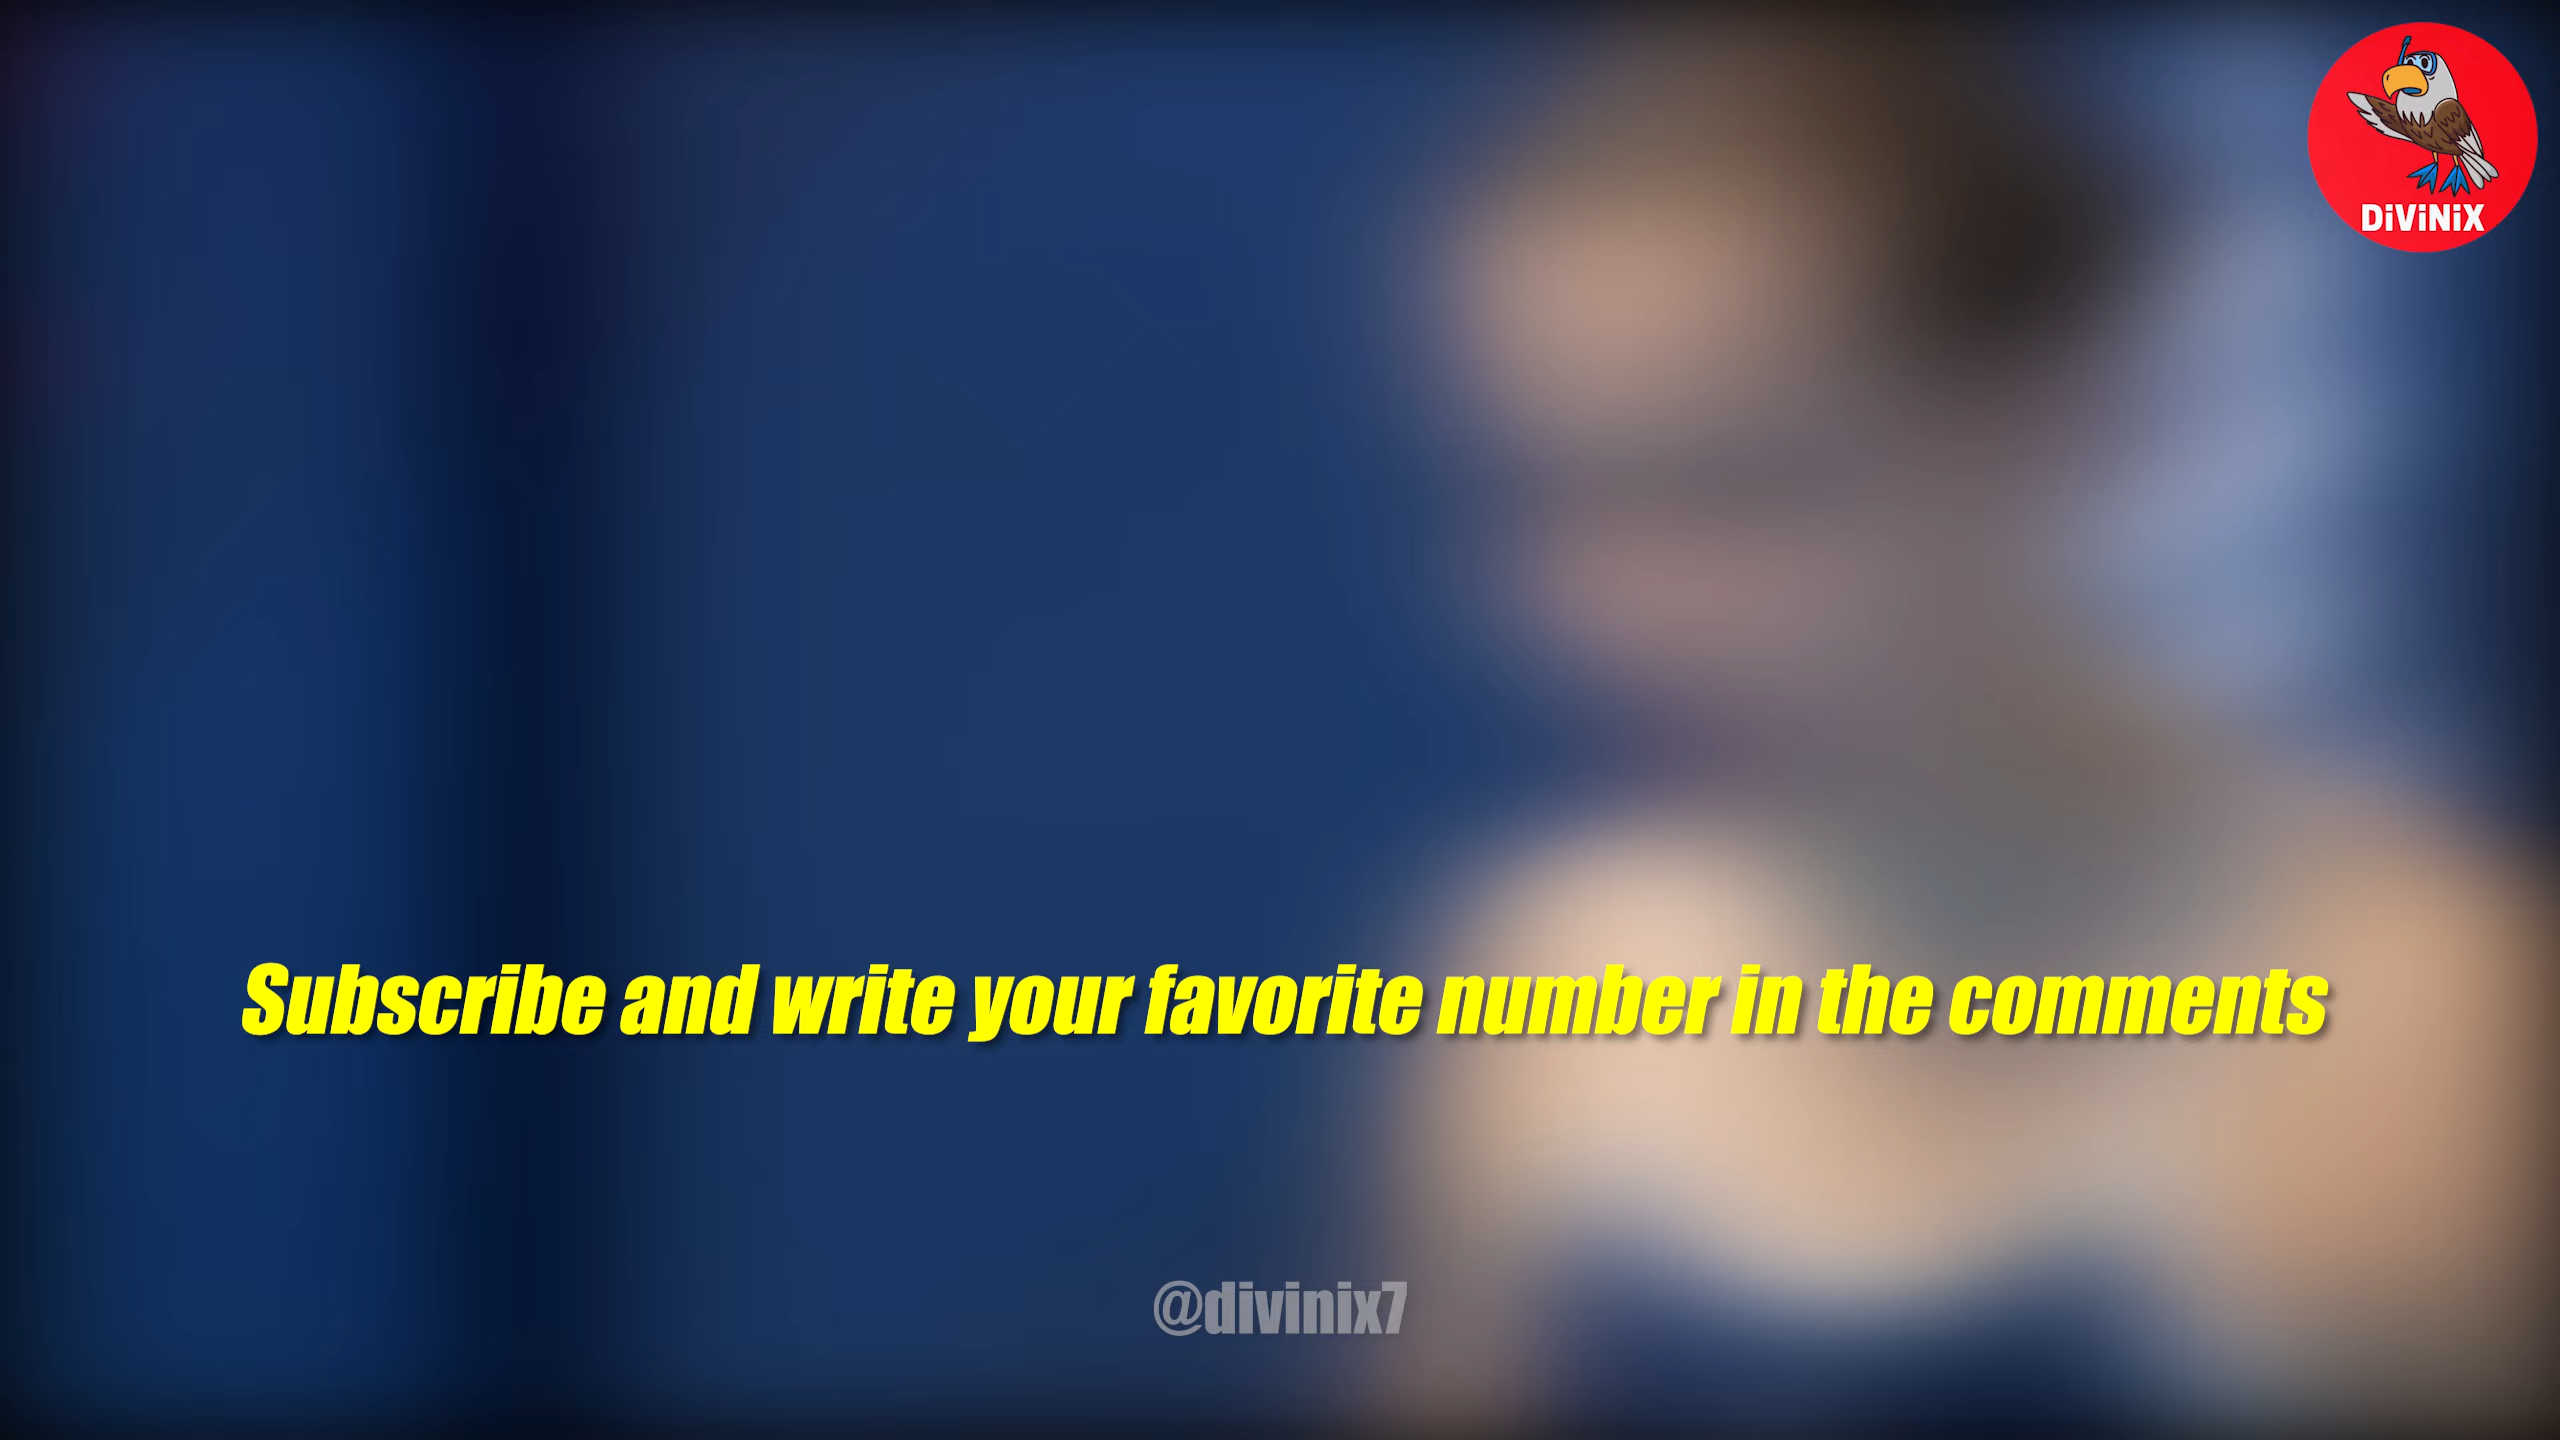 DiViNiX
Subscribe and write your favorite number in the comments
@divinix7